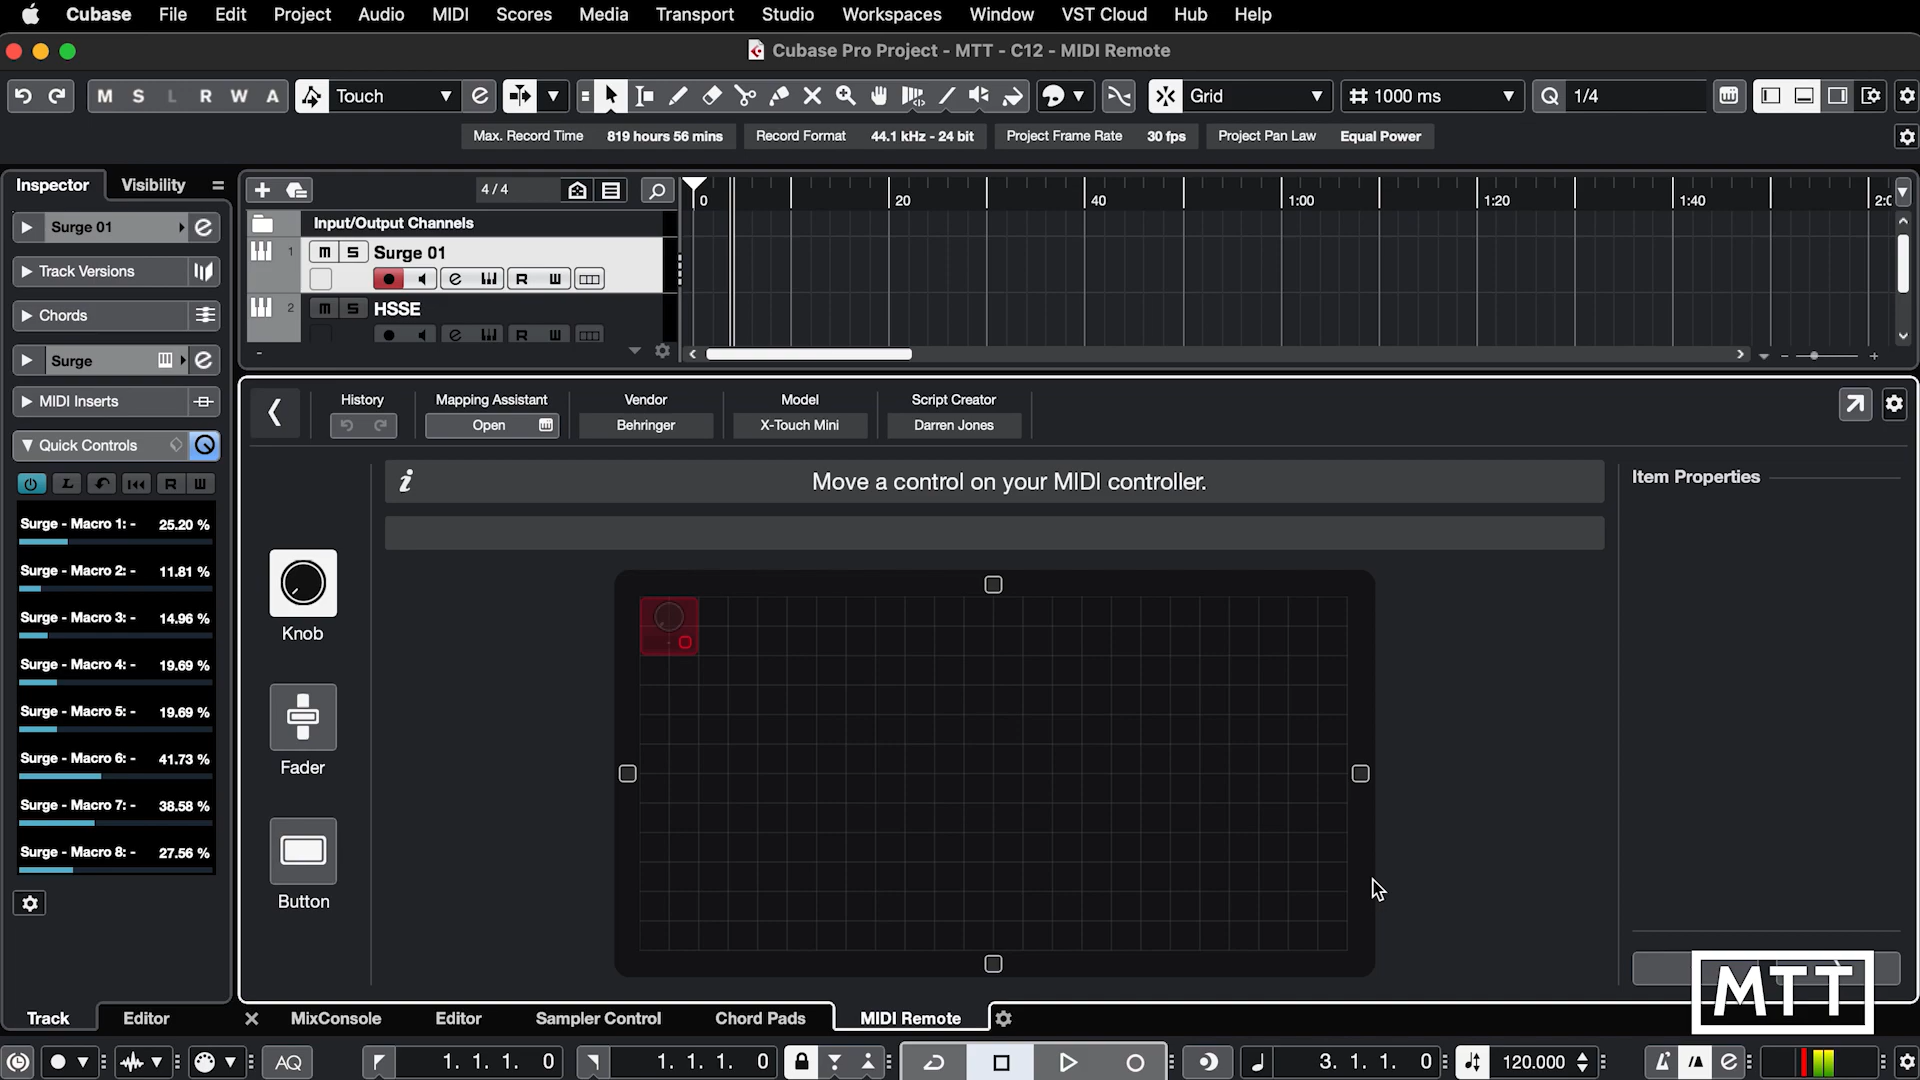 Cubase File Edit Project Audio MIDI Scores Media Transport Studio Workspaces Window VST Cloud Hub Help
Cubase Pro Project - MTT - C12 - MIDI Remote
M S L R W A Touch Grid 1000 ms Q 1/4
Max. Record Time 819 hours 56 mins Record Format 44.1 kHz - 24 bit Project Frame Rate 30 fps Project Pan Law Equal Power
Inspector Visibility
4 / 4
0 20 40 1:00 1:20 1:40
Surge 01
Track Versions
Chords
Surge
MIDI Inserts
Quick Controls
L R
Surge - Macro 1: - 25.20 %
Surge - Macro 2: - 11.81 %
Surge - Macro 3: - 14.96 %
Surge - Macro 4: - 19.69 %
Surge - Macro 5: - 19.69 %
Surge - Macro 6: - 41.73 %
Surge - Macro 7: - 38.58 %
Surge - Macro 8: - 27.56 %
Input/Output Channels
1 m S Surge 01
e R
2 m S HSSE
e R
History Mapping Assistant Vendor Model Script Creator
Open Behringer X-Touch Mini Darren Jones
i Move a control on your MIDI controller.
Item Properties
Knob
Fader
Button
MTT
Track Editor MixConsole Editor Sampler Control Chord Pads MIDI Remote
AQ 1. 1. 1. 0 1. 1. 1. 0 3. 1. 1. 0 120.000